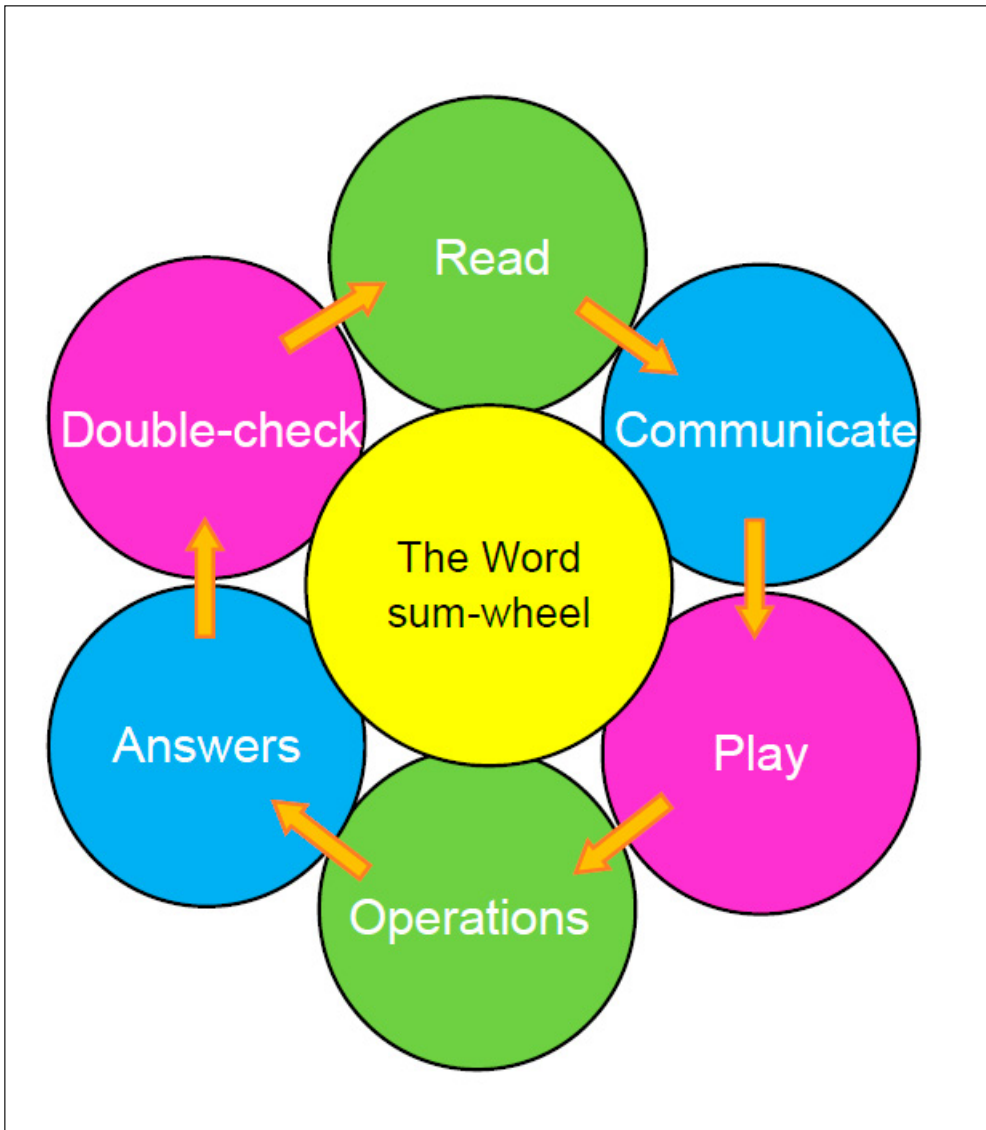 Read
Communicate
Play
Operations
Answers
Double-check
The Word
sum-wheel